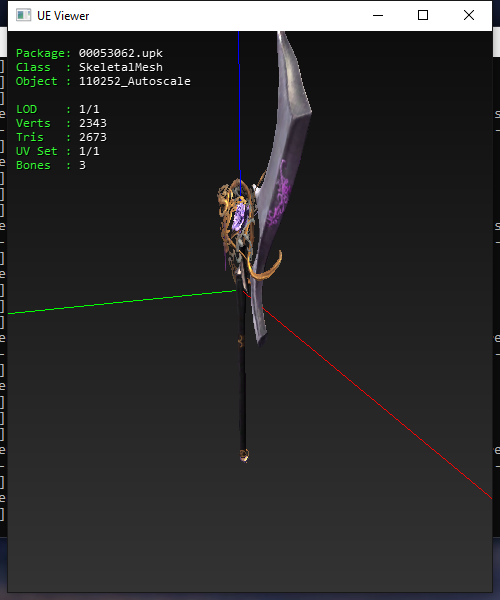 UE Viewer
Package: 00053062.upk
Class  : SkeletalMesh
Object : 110252_Autoscale
LOD    : 1/1
Verts  : 2343
Tris   : 2673
UV Set : 1/1
Bones  : 3